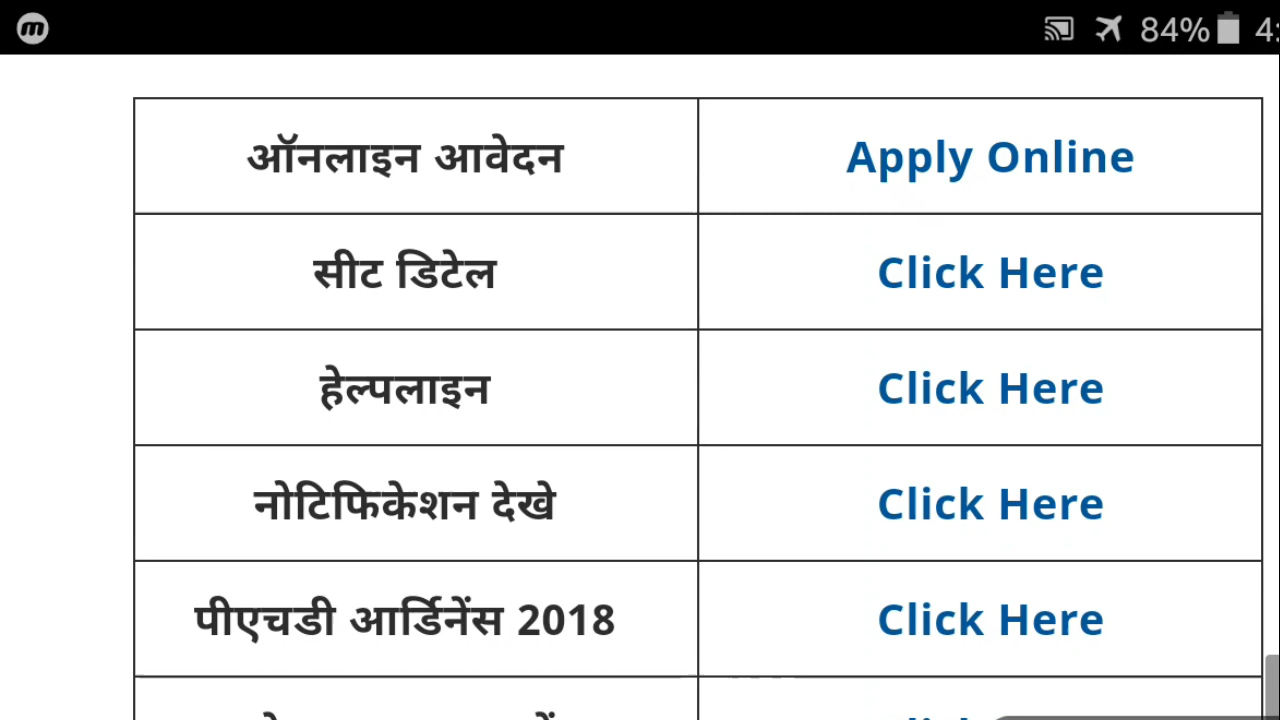 84% 4:
ऑनलाइन आवेदन Apply Online
सीट डिटेल Click Here
हेल्पलाइन Click Here
नोटिफिकेशन देखे Click Here
पीएचडी आर्डिनेंस 2018 Click Here